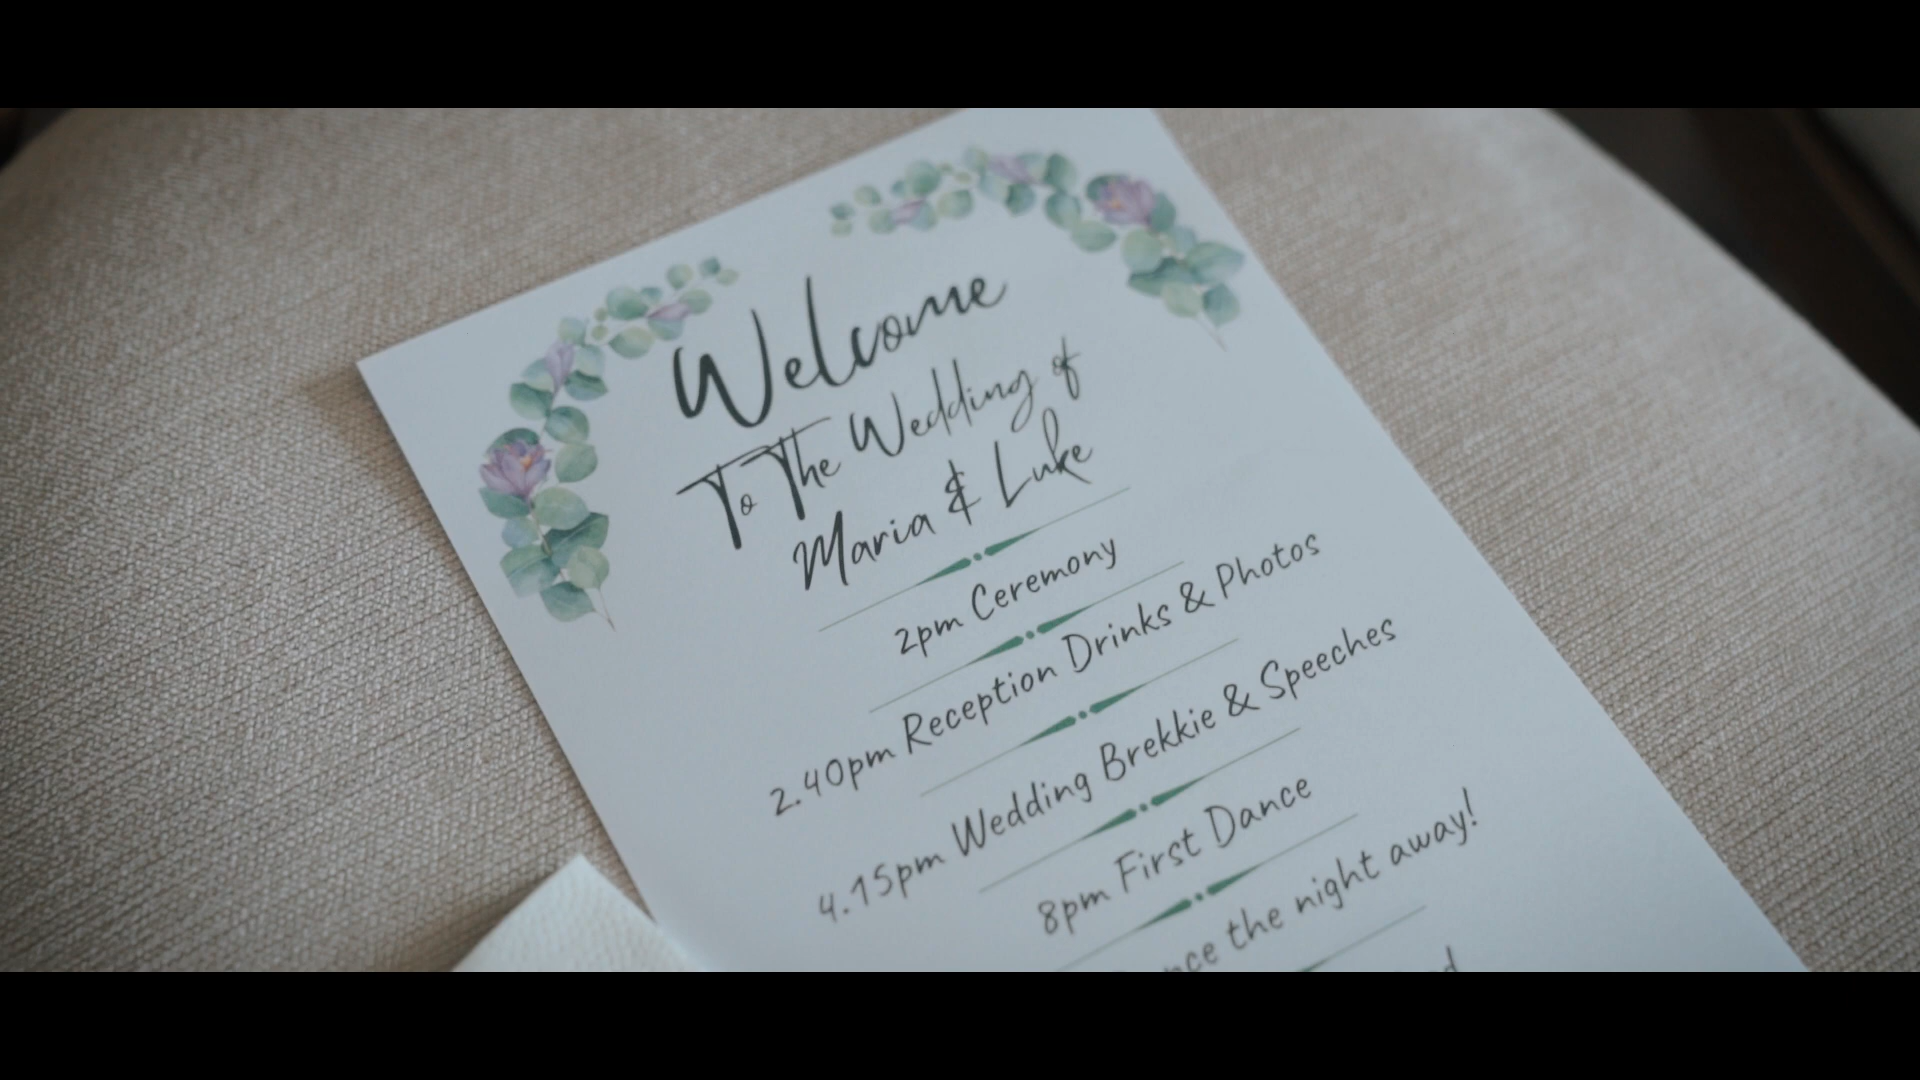 Welcome
To The Wedding of
Maria & Luke
2pm Ceremony
2.40pm Reception Drinks & Photos
4.15pm Wedding Brekkie & Speeches
8pm First Dance
the night away!